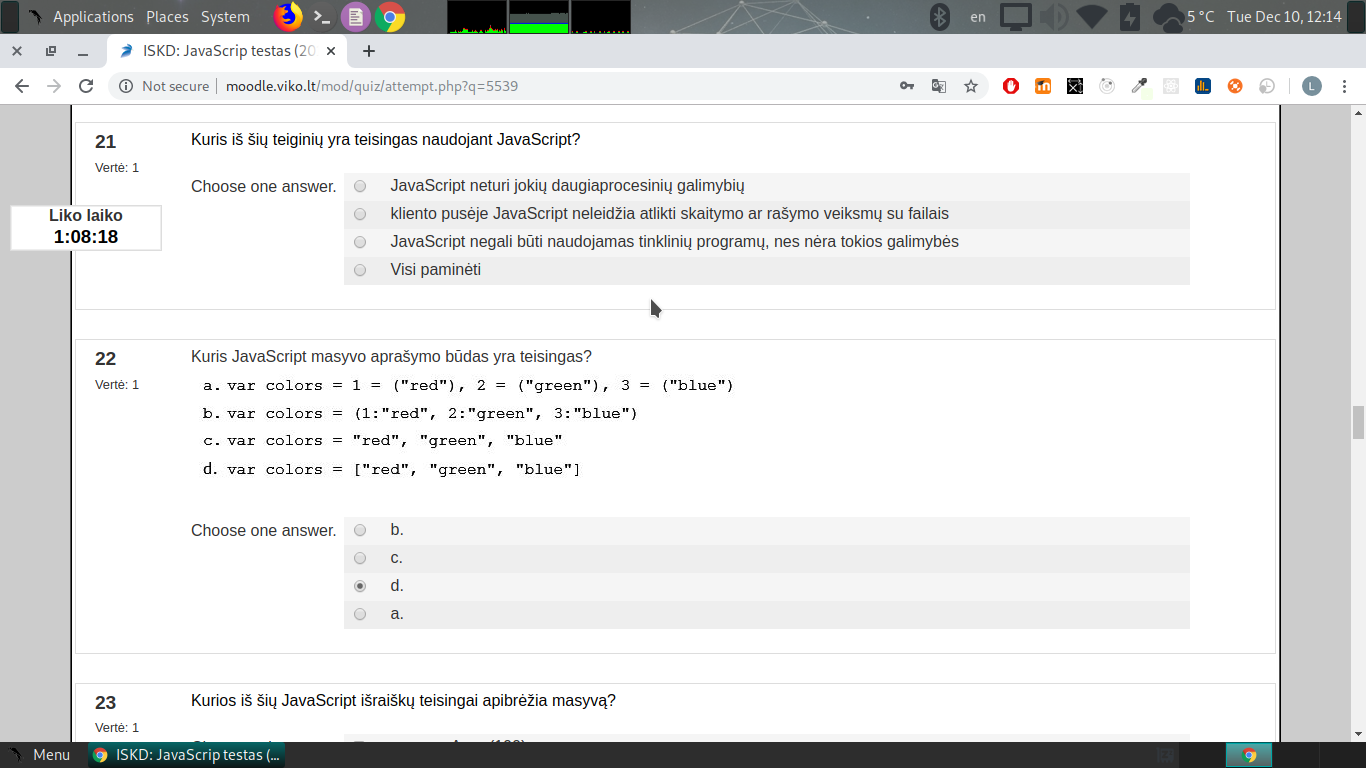 Applications Places System
en 5 °C Tue Dec 10, 12:14
ISKD: JavaScrip testas (20
Not secure moodle.viko.lt/mod/quiz/attempt.php?q=5539
L
21 Kuris iš šių teiginių yra teisingas naudojant JavaScript?
Vertė: 1
Choose one answer. JavaScript neturi jokių daugiaprocesinių galimybių
kliento pusėje JavaScript neleidžia atlikti skaitymo ar rašymo veiksmų su failais
JavaScript negali būti naudojamas tinklinių programų, nes nėra tokios galimybės
Visi paminėti
Liko laiko
1:08:18
22 Kuris JavaScript masyvo aprašymo būdas yra teisingas?
Vertė: 1
a. var colors = 1 = ("red"), 2 = ("green"), 3 = ("blue")
b. var colors = (1:"red", 2:"green", 3:"blue")
c. var colors = "red", "green", "blue"
d. var colors = ["red", "green", "blue"]
Choose one answer. b.
c.
d.
a.
23 Kurios iš šių JavaScript išraiškų teisingai apibrėžia masyvą?
Vertė: 1
Menu ISKD: JavaScrip testas (...